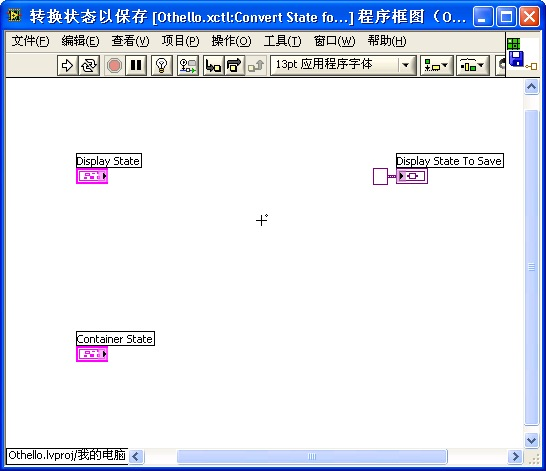 转换状态以保存 [Othello.xctl:Convert State fo...] 程序框图（O...
文件(F) 编辑(E) 查看(V) 项目(P) 操作(O) 工具(T) 窗口(W) 帮助(H)
13pt 应用程序字体
Display State
Display State To Save
Container State
Othello.lvproj/我的电脑